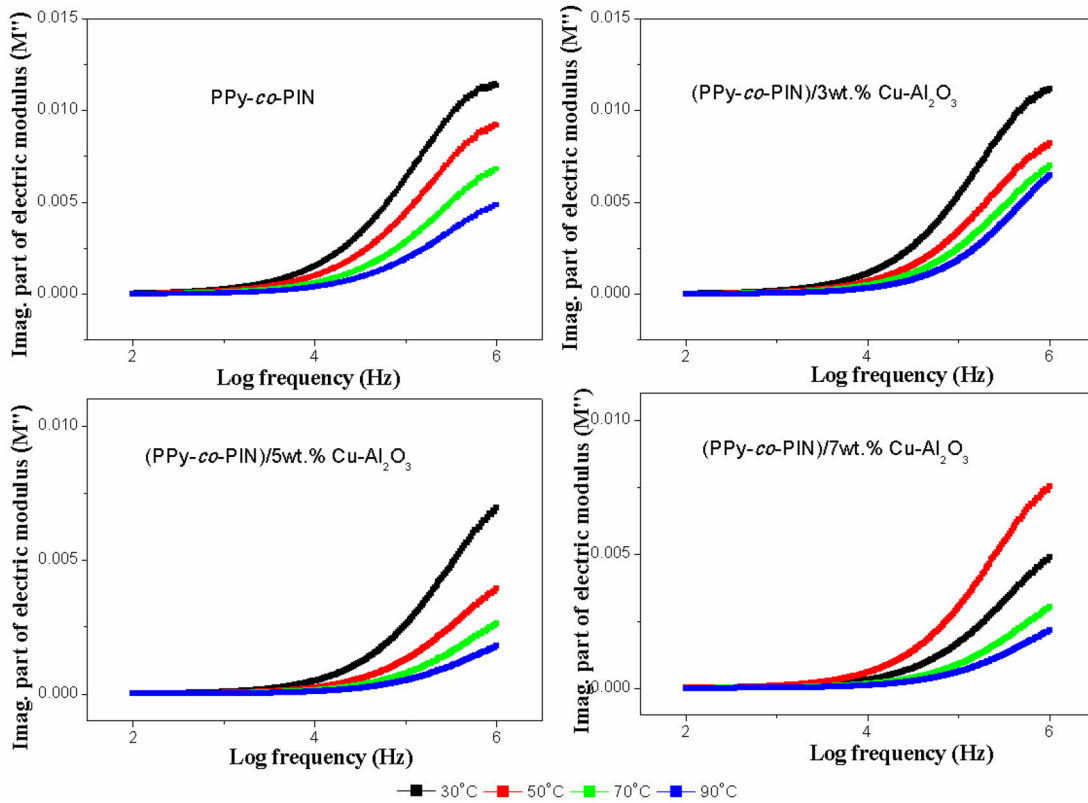 0.015
0.010
0.005
0.000
Imag. part of electric modulus (M'')
PPy-co-PIN
2
4
6
Log frequency (Hz)
0.015
0.010
0.005
0.000
Imag. part of electric modulus (M'')
(PPy-co-PIN)/3wt.% Cu-Al₂O₃
2
4
6
Log frequency (Hz)
0.010
0.005
0.000
Imag. part of electric modulus (M'')
(PPy-co-PIN)/5wt.% Cu-Al₂O₃
2
4
6
Log frequency (Hz)
0.010
0.005
0.000
Imag. part of electric modulus (M'')
(PPy-co-PIN)/7wt.% Cu-Al₂O₃
2
4
6
Log frequency (Hz)
30°C 50°C 70°C 90°C